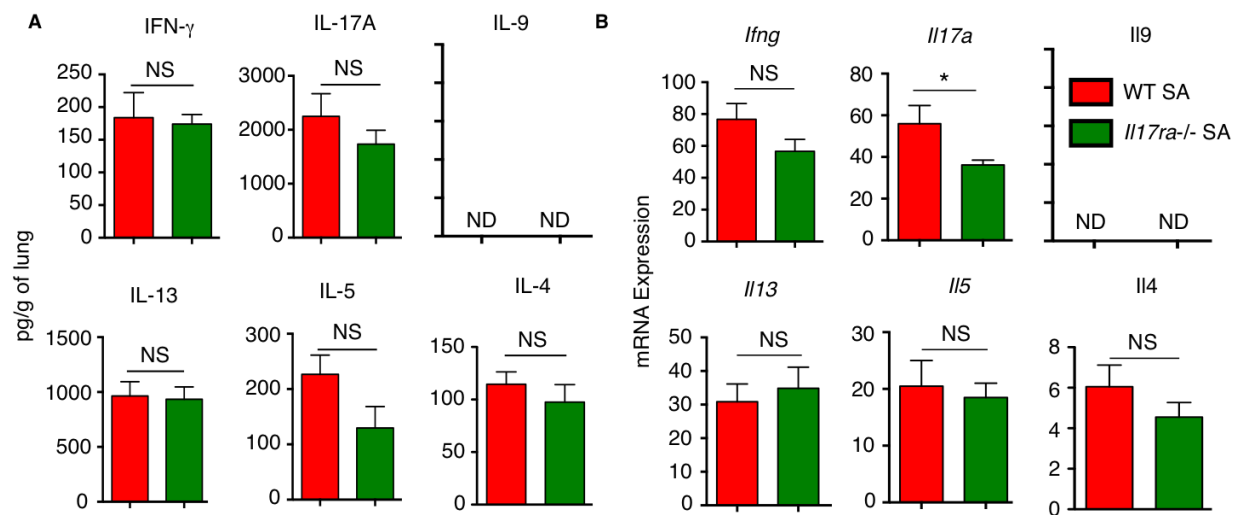 A
IFN-γ
IL-17A
IL-9
250
200
150
100
50
0
NS
3000
2000
1000
0
NS
ND ND
pg/g of lung
IL-13
IL-5
IL-4
1500
1000
500
0
NS
300
200
100
0
NS
150
100
50
0
NS
B
Ifng
Il17a
Il9
100
80
60
40
20
0
NS
80
60
40
20
0
*
ND ND
WT SA
Il17ra-/- SA
mRNA Expression
Il13
Il5
Il4
50
40
30
20
10
0
NS
30
20
10
0
NS
8
6
4
2
0
NS